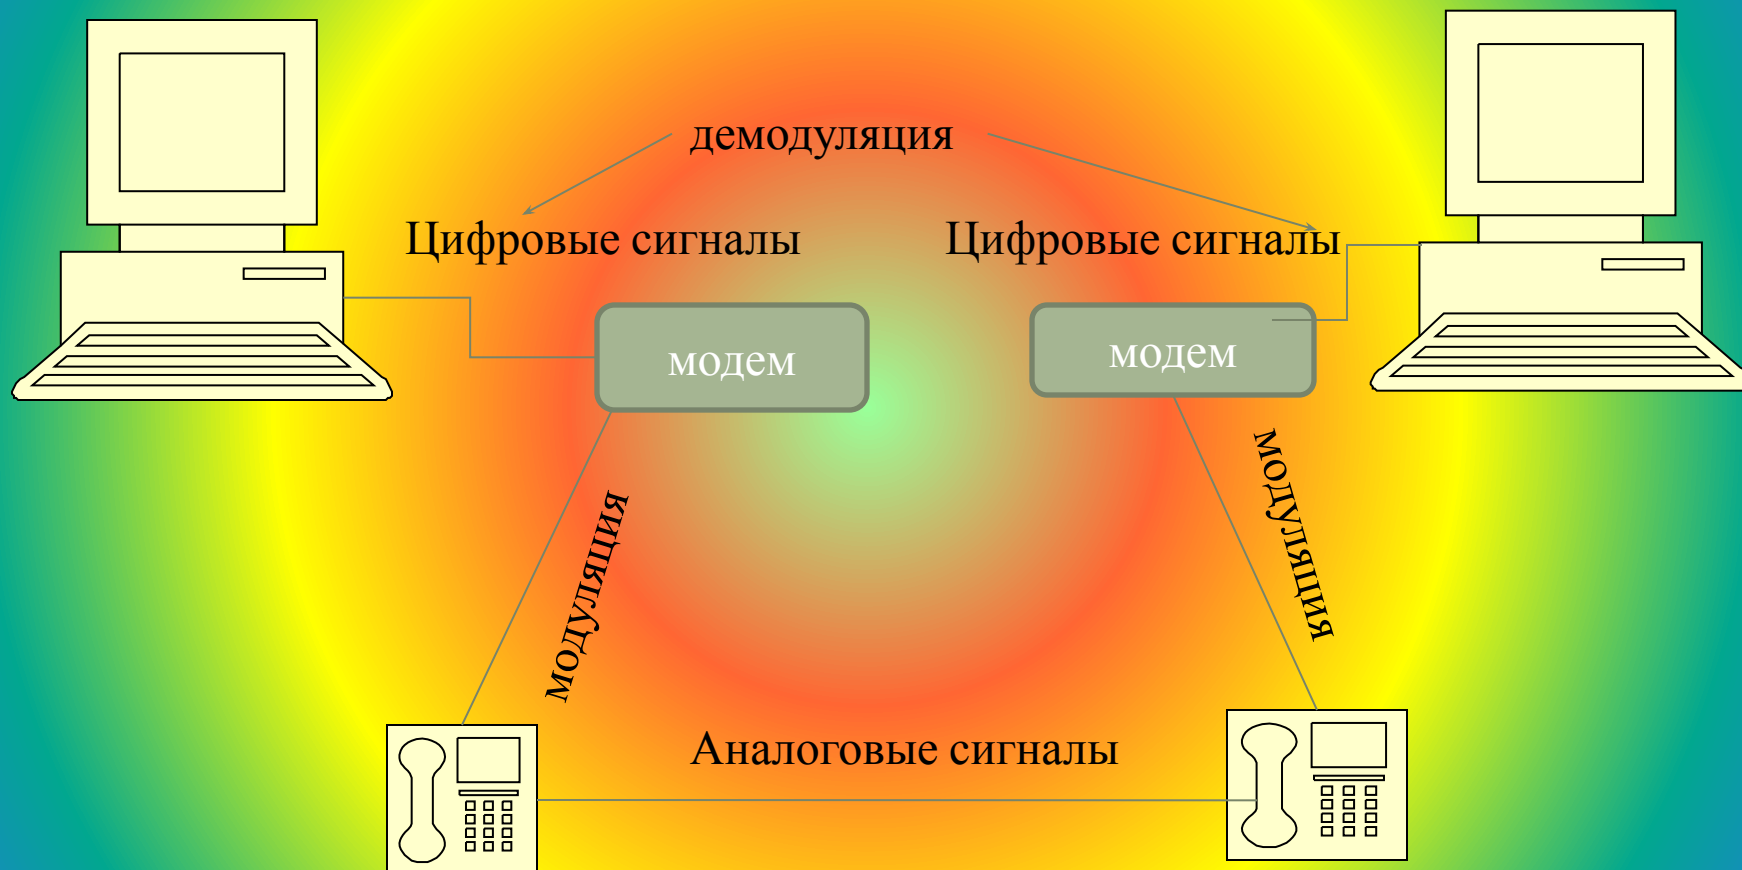 демодуляция
Цифровые сигналы
Цифровые сигналы
модем
модем
модуляция
модуляция
Аналоговые сигналы